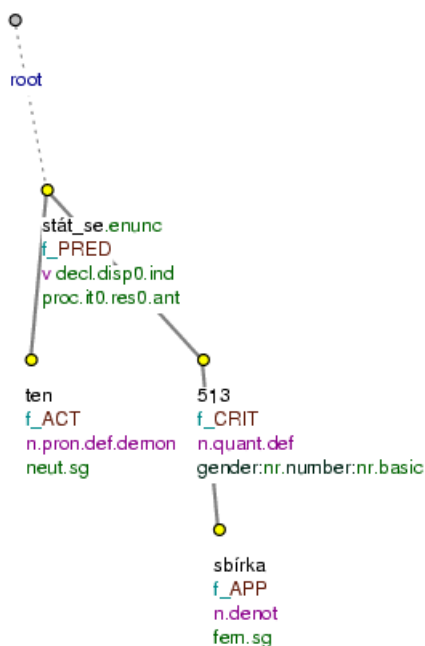 root
stát_se.enunc
f_PRED
v decl.disp0.ind
proc.it0.res0.ant
ten
f_ACT
n.pron.def.demon
neut.sg
513
f_CRIT
n.quant.def
gender:nr.number:nr.basic
sbírka
f_APP
n.denot
fem.sg